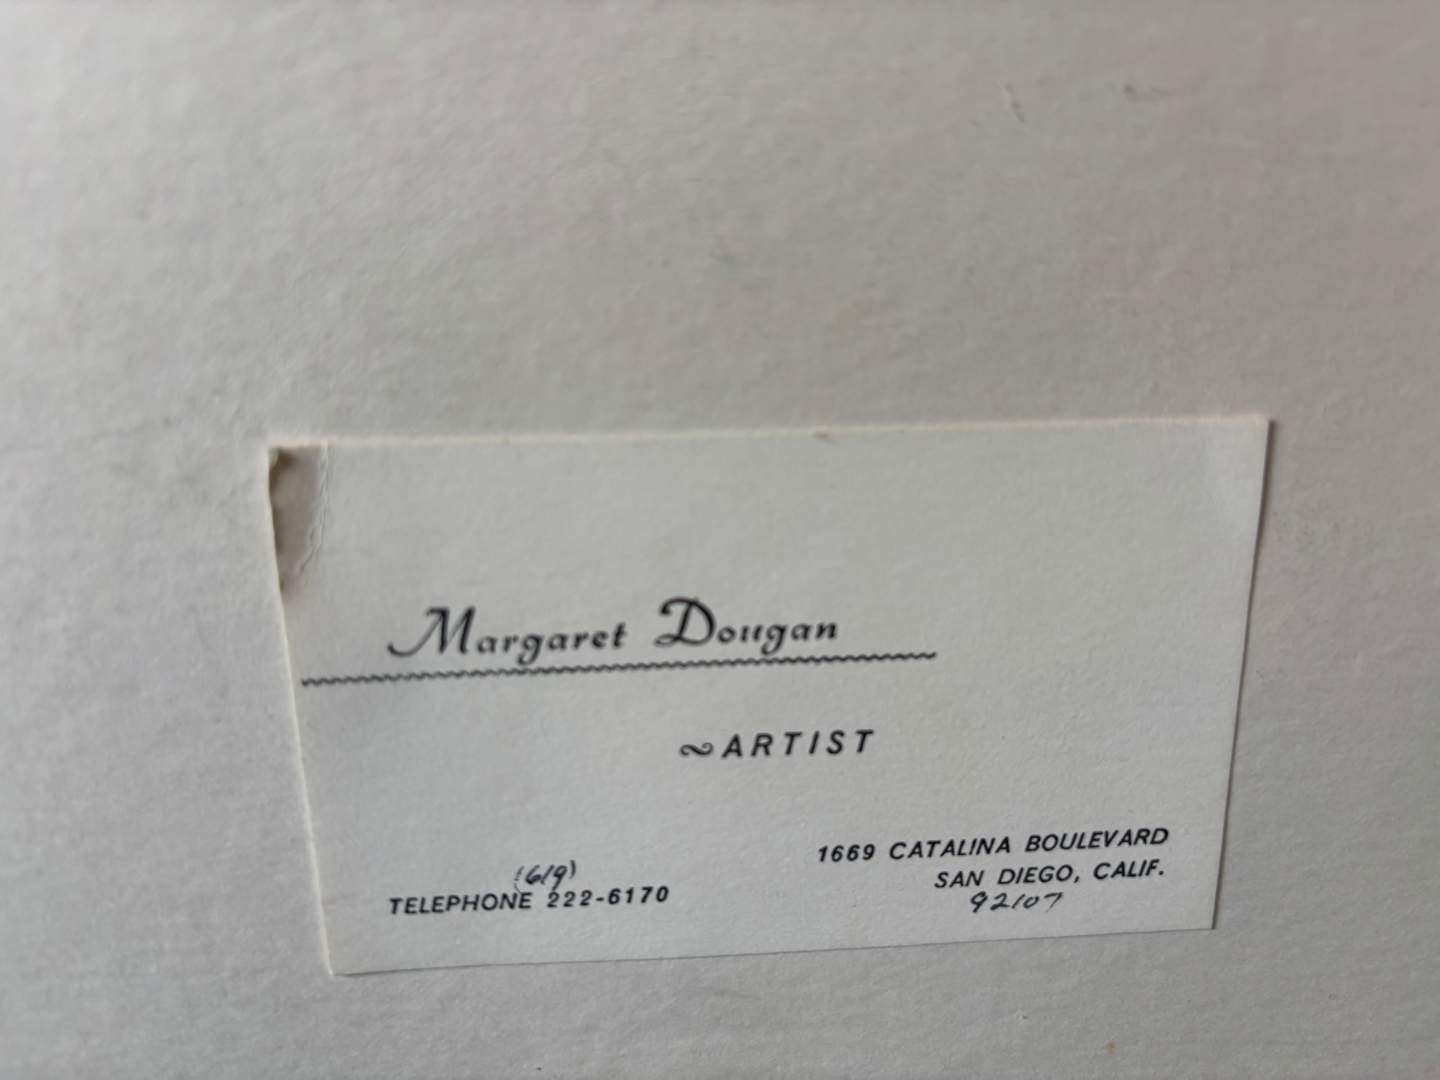 Margaret Dougan
~ARTIST
(619)
TELEPHONE 222-6170
1669 CATALINA BOULEVARD
SAN DIEGO, CALIF.
92107